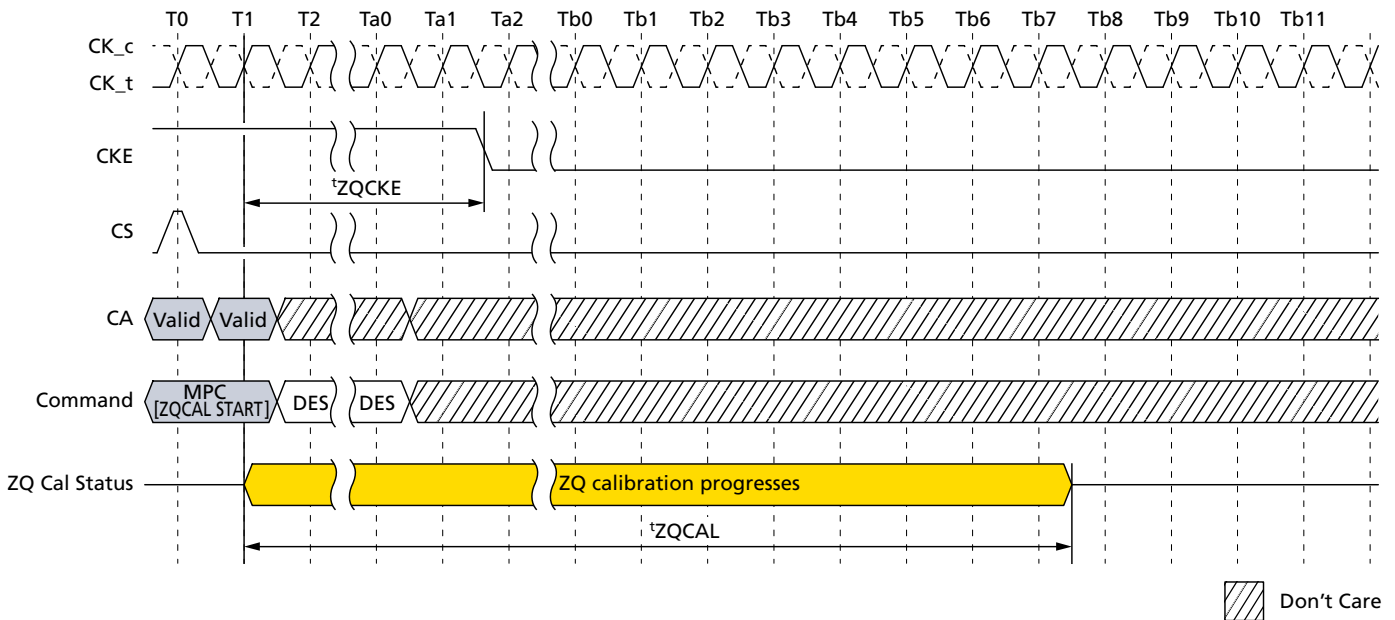 T0 T1 T2 Ta0 Ta1 Ta2 Tb0 Tb1 Tb2 Tb3 Tb4 Tb5 Tb6 Tb7 Tb8 Tb9 Tb10 Tb11
CK_c
CK_t
CKE
tZQCKE
CS
CA Valid Valid
Command MPC [ZQCAL START] DES DES
ZQ Cal Status ZQ calibration progresses
tZQCAL
Don't Care